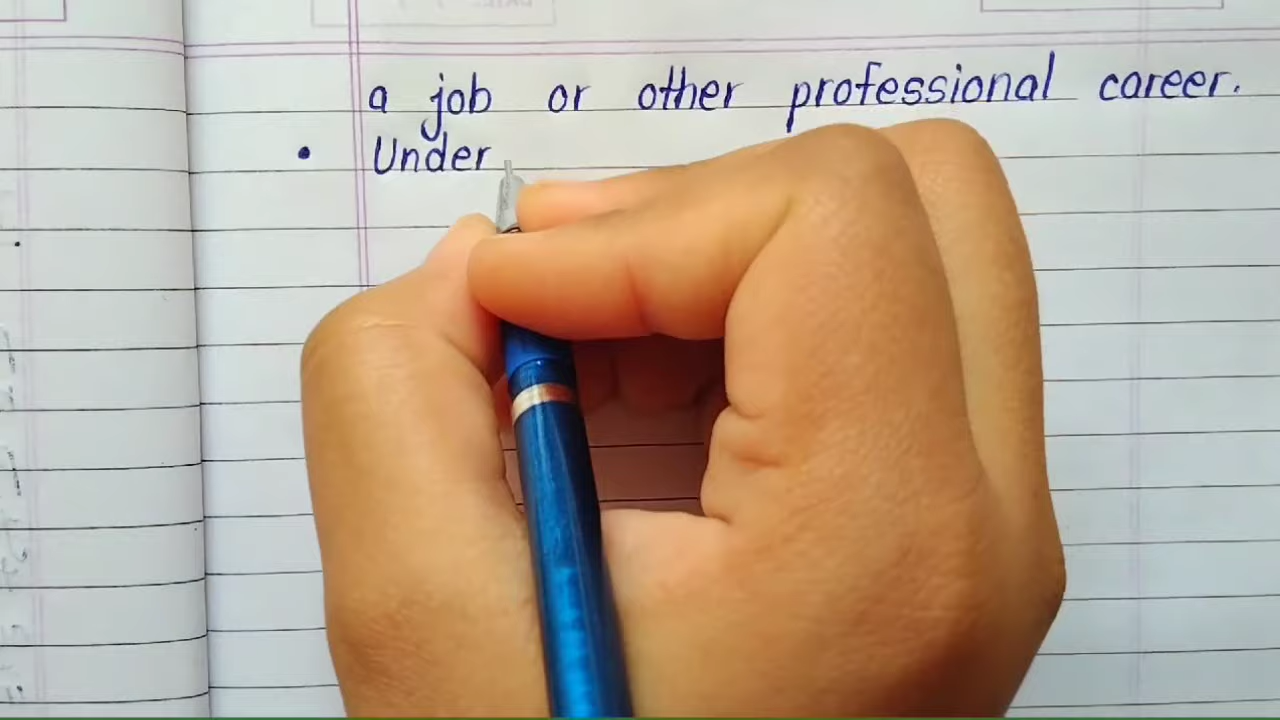 a job or other professional career.
• Under